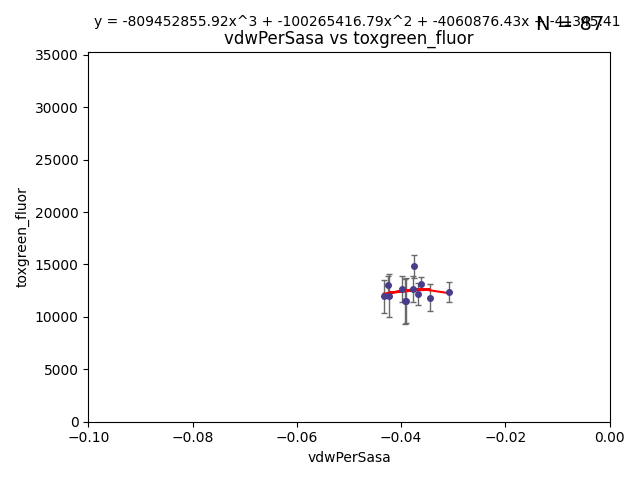 y = -809452855.92x^3 + -100265416.79x^2 + -4060876.43x +
N = 87
vdwPerSasa vs toxgreen_fluor
35000
30000
25000
20000
15000
10000
5000
0
toxgreen_fluor
-0.10
-0.08
-0.06
-0.04
-0.02
0.00
vdwPerSasa